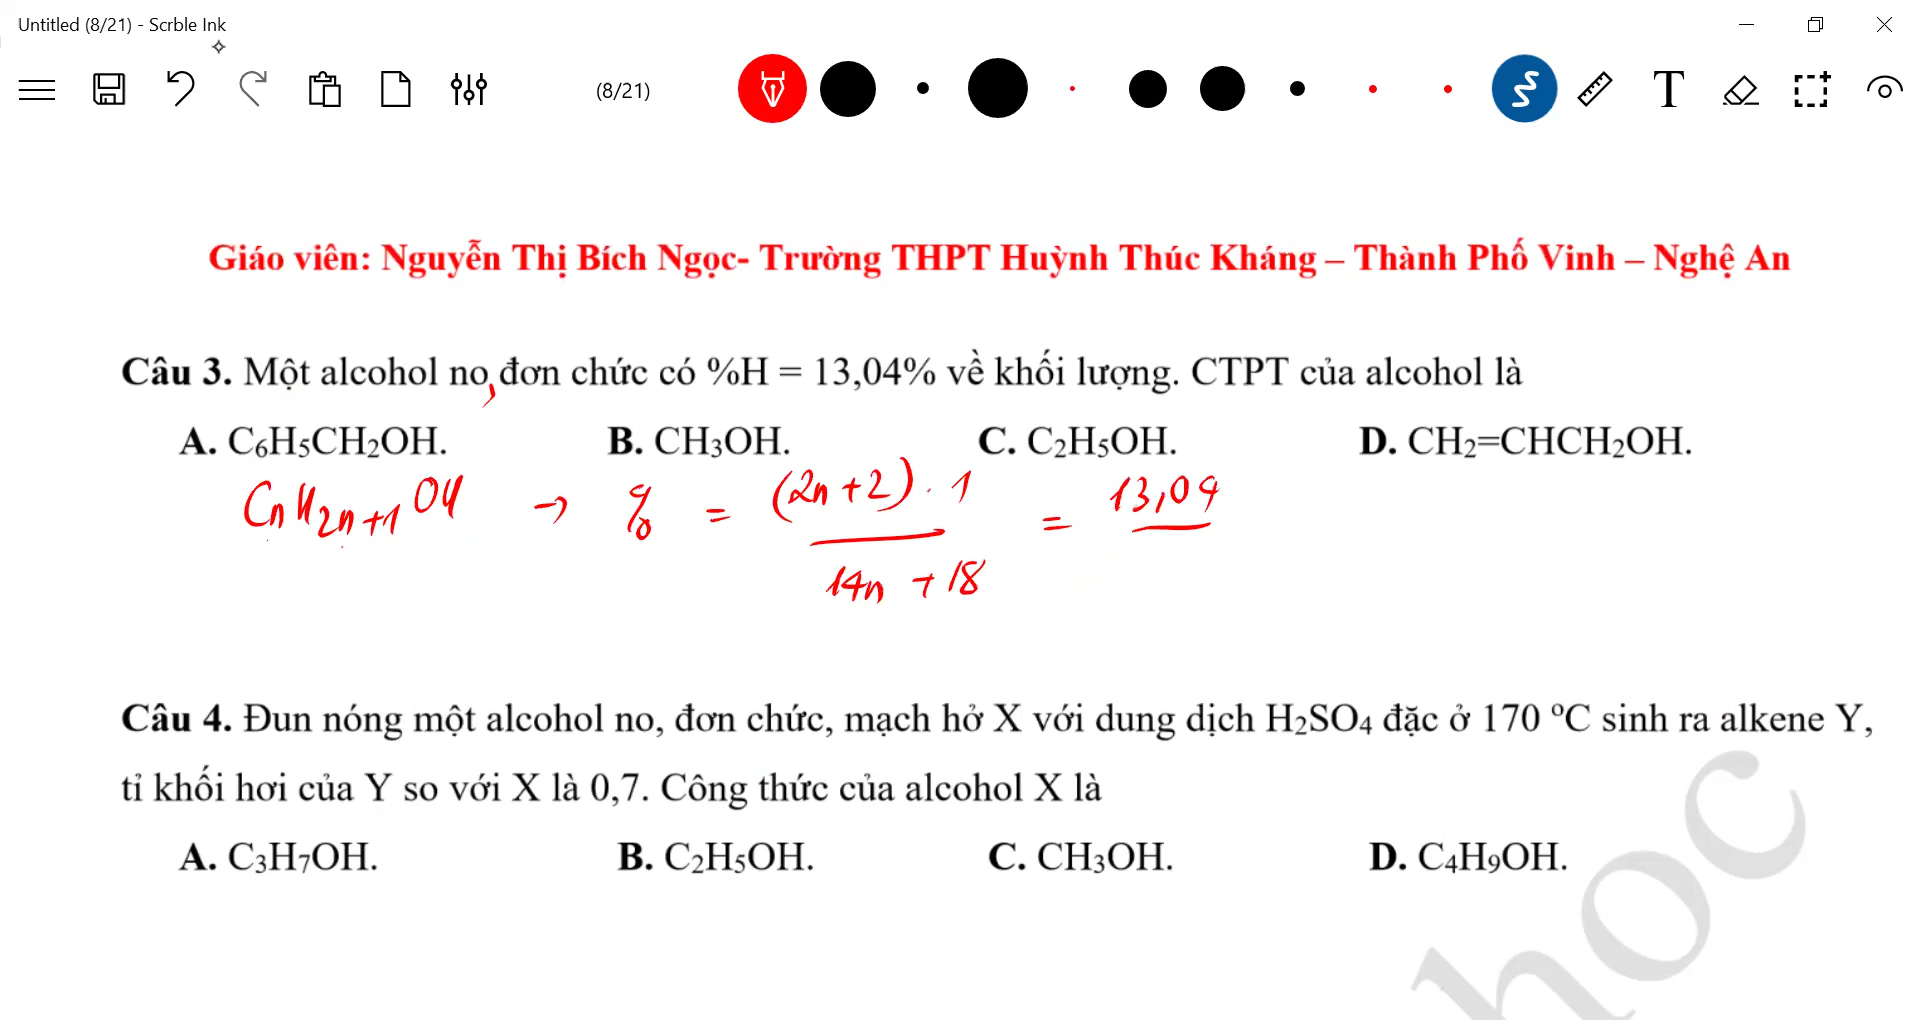 Untitled (8/21) - Scrble Ink
(8/21)
T
Giáo viên: Nguyễn Thị Bích Ngọc- Trường THPT Huỳnh Thúc Kháng – Thành Phố Vinh – Nghệ An
Câu 3. Một alcohol no, đơn chức có %H = 13,04% về khối lượng. CTPT của alcohol là
A. C₆H₅CH₂OH. B. CH₃OH. C. C₂H₅OH. D. CH₂=CHCH₂OH.
CnH2n+1OH → % = (2n+2).1 / 14n + 18 = 13,04
Câu 4. Đun nóng một alcohol no, đơn chức, mạch hở X với dung dịch H₂SO₄ đặc ở 170 ºC sinh ra alkene Y,
tỉ khối hơi của Y so với X là 0,7. Công thức của alcohol X là
A. C₃H₇OH. B. C₂H₅OH. C. CH₃OH. D. C₄H₉OH.
hoc